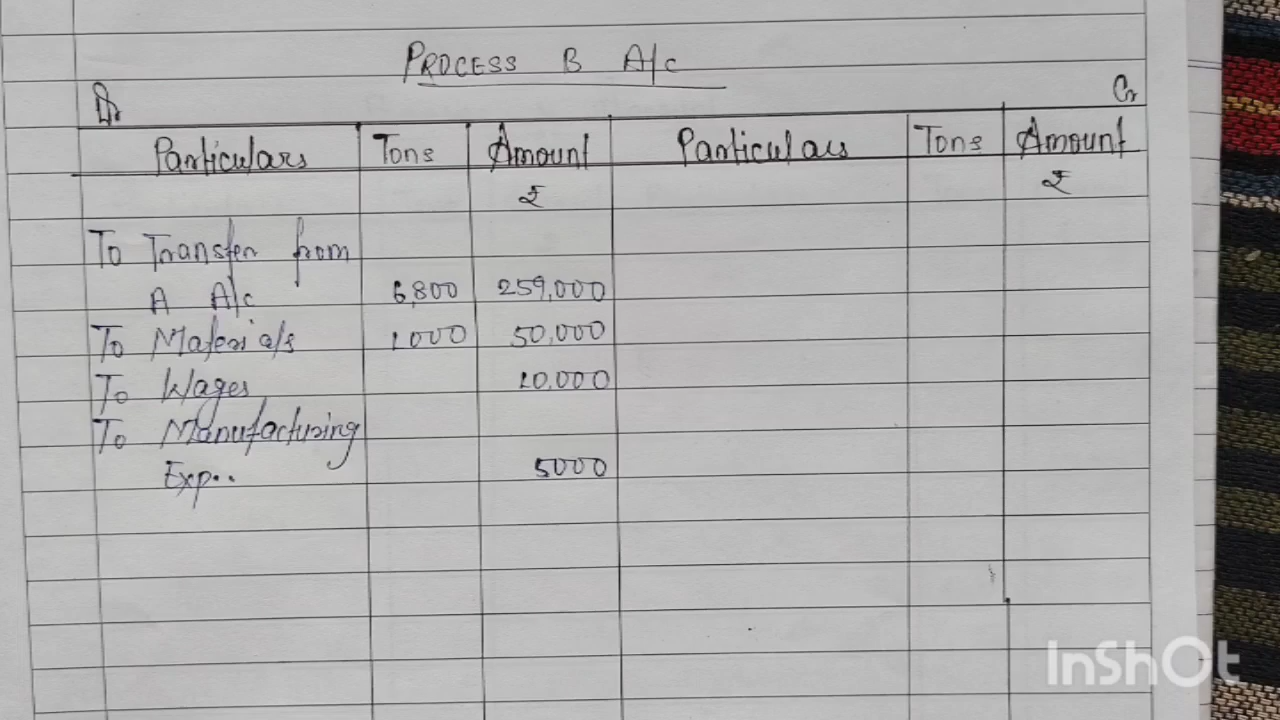 PROCESS B A/c
Dr Cr
Particulars Tons Amount Particulars Tons Amount
₹ ₹
To Transfer from
A A/c 6,800 259,000
To Materials 1000 50,000
To Wages 10,000
To Manufacturing
Exp.. 5000
InShOt